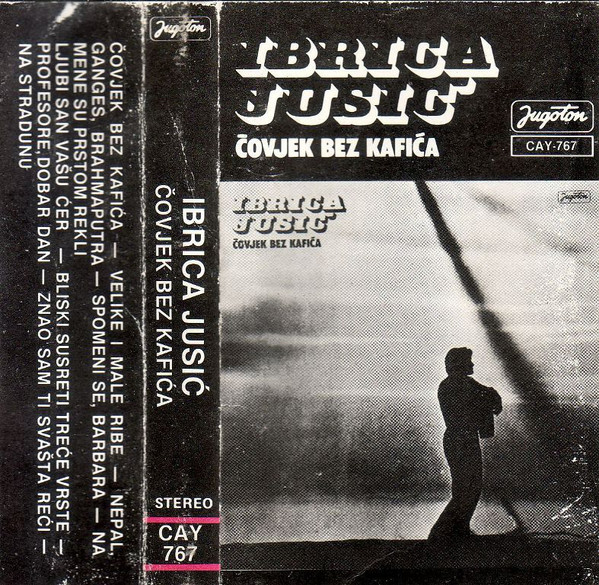 ČOVJEK BEZ KAFIĆA — VELIKE I MALE RIBE — NEPAL,
GANGES, BRAHMAPUTRA — SPOMENI SE, BARBARA — NA
MENE SU PRSTOM REKLI
LJUBI SAN VAŠU ĆER — BLISKI SUSRETI TREĆE VRSTE —
PROFESORE, DOBAR DAN — ZNAO SAM TI SVAŠTA REĆI —
NA STRADUNU
Jugoton
IBRICA JUSIĆ
ČOVJEK BEZ KAFIĆA
STEREO
CAY
767
IBRICA
JUSIĆ
ČOVJEK BEZ KAFIĆA
Jugoton
CAY-767
IBRICA
JUSIĆ
ČOVJEK BEZ KAFIĆA
Jugoton